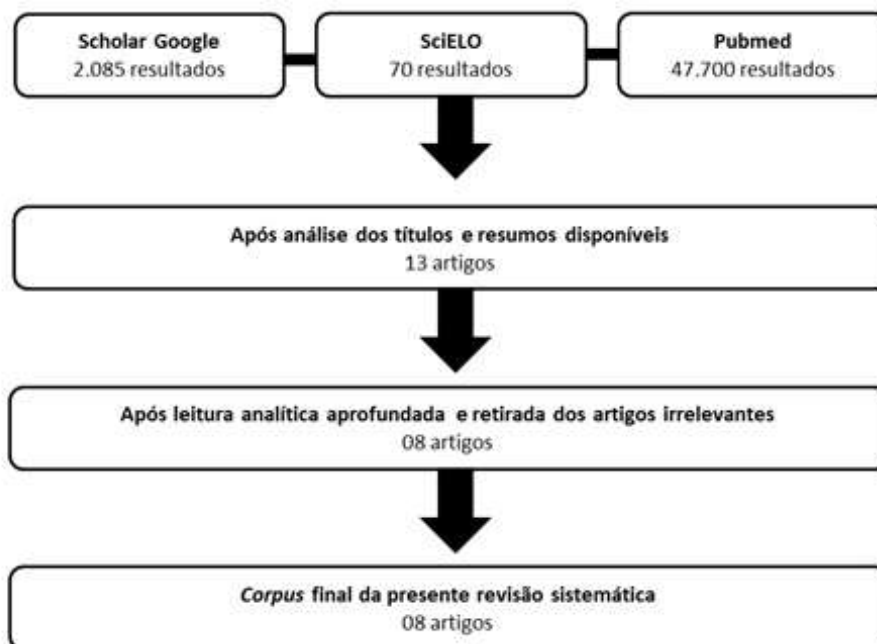 Scholar Google
2.085 resultados
SciELO
70 resultados
Pubmed
47.700 resultados
Após análise dos títulos e resumos disponíveis
13 artigos
Após leitura analítica aprofundada e retirada dos artigos irrelevantes
08 artigos
Corpus final da presente revisão sistemática
08 artigos